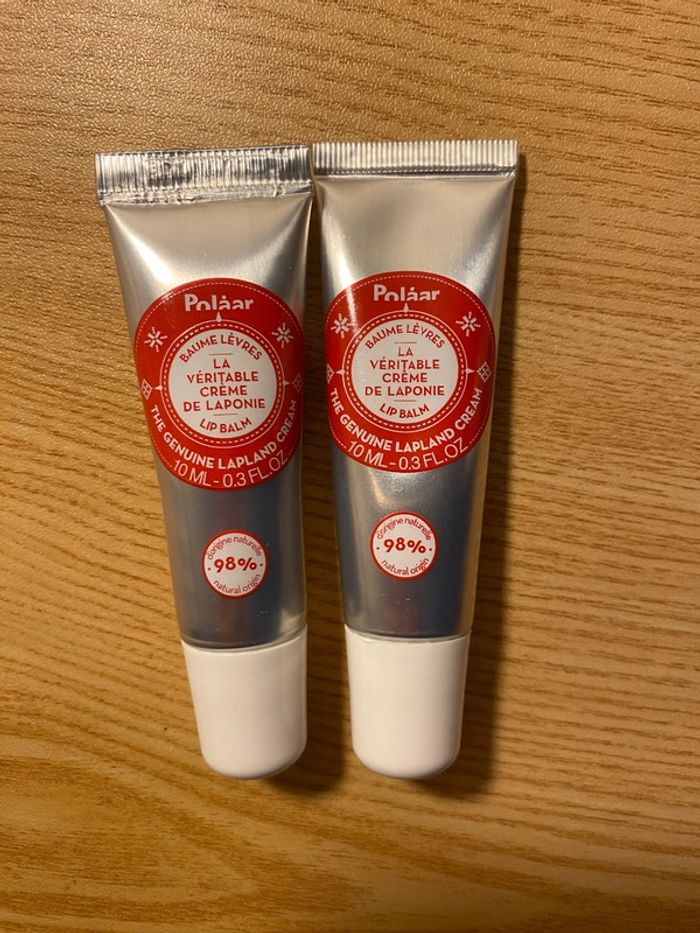 Polåar
BAUME LÈVRES
LA
VÉRITABLE
CRÈME
DE LAPONIE
LIP BALM
THE GENUINE LAPLAND CREAM
10 ML - 0.3 FL.OZ
d'origine naturelle
98%
natural origin
Polåar
BAUME LÈVRES
LA
VÉRITABLE
CRÈME
DE LAPONIE
LIP BALM
THE GENUINE LAPLAND CREAM
10 ML - 0.3 FL.OZ
d'origine naturelle
98%
natural origin